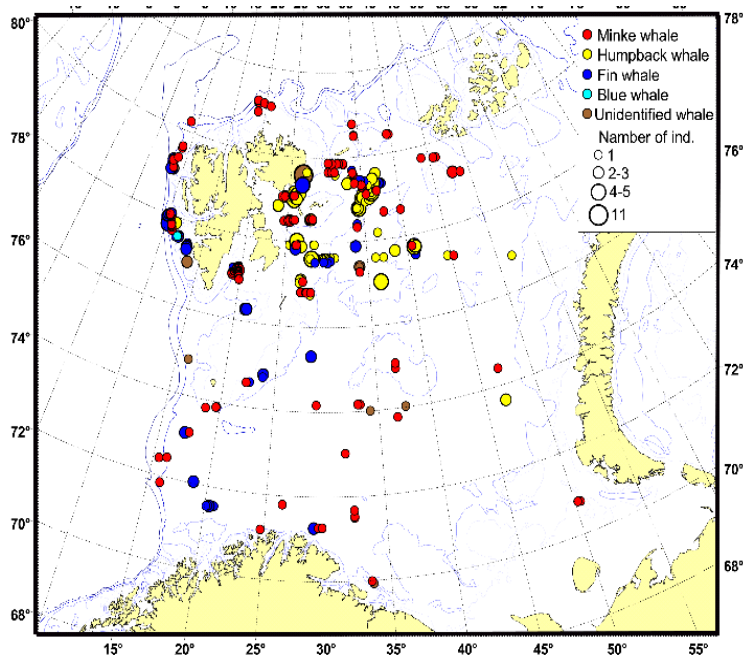 80°
78°
Minke whale
Humpback whale
Fin whale
Blue whale
Unidentified whale
Namber of ind.
1
2-3
4-5
11
78°
76°
76°
74°
74°
72°
72°
70°
70°
68°
68°
20° 25° 30° 35° 40° 45° 50° 55°